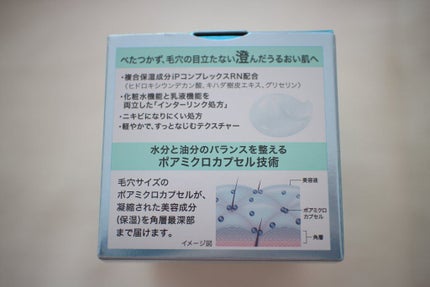 べたつかず、毛穴の目立たない澄んだうるおい肌へ
・複合保湿成分iPコンプレックスRN配合
(ヒドロキシウンデカン酸、キハダ樹皮エキス、グリセリン)
・化粧水機能と乳液機能を
両立した「インターリンク処方」
・ニキビになりにくい処方
・軽やかで、すっとなじむテクスチャー
水分と油分のバランスを整える
ポアミクロカプセル技術
毛穴サイズの
ポアミクロカプセルが、
凝縮された美容成分
(保湿)を角層最深部
まで届けます。
イメージ図
美容液
ポアミクロ
カプセル
角層